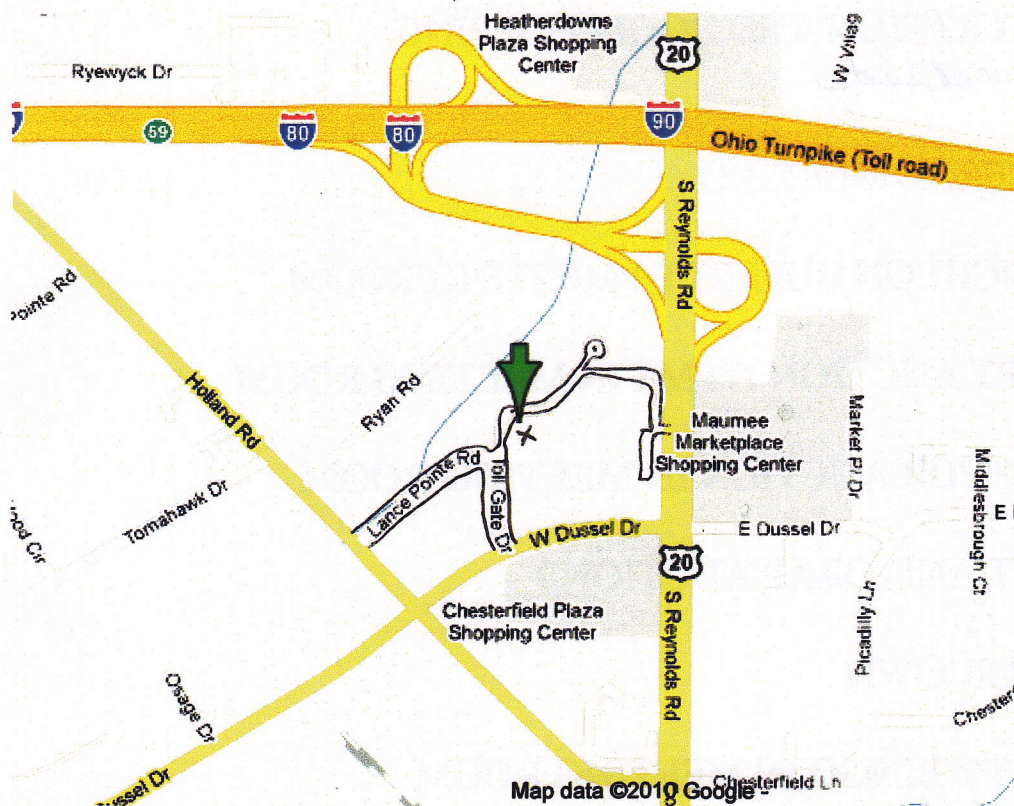 Heatherdowns
Plaza Shopping
Center
20
Ryewyck Dr
59
80
80
90
Ohio Turnpike (Toll road)
S Reynolds Rd
Pointe Rd
Holland Rd
Ryan Rd
Maumee
Marketplace
Shopping Center
Market Pl Dr
Middlesbrough Ct
Lance Pointe Rd
Toll Gate Dr
Tomahawk Dr
W Dussel Dr
E Dussel Dr
E
20
Chesterfield Plaza
Shopping Center
S Reynolds Rd
Picadilly Ln
Osage Dr
Dussel Dr
Chesterfield Ln
Map data ©2010 Google -